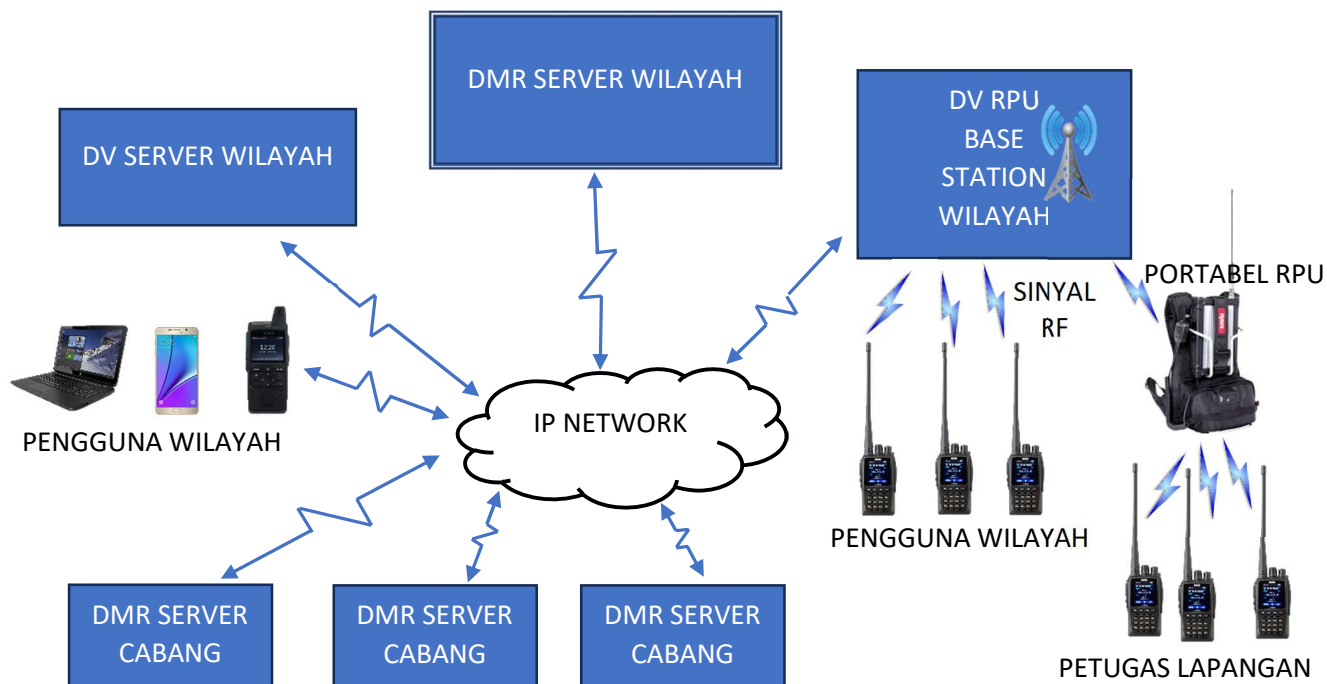 DMR SERVER WILAYAH
DV SERVER WILAYAH
DV RPU
BASE
STATION
WILAYAH
PORTABEL RPU
SINYAL
RF
PENGGUNA WILAYAH
IP NETWORK
PENGGUNA WILAYAH
DMR SERVER
CABANG
DMR SERVER
CABANG
DMR SERVER
CABANG
PETUGAS LAPANGAN